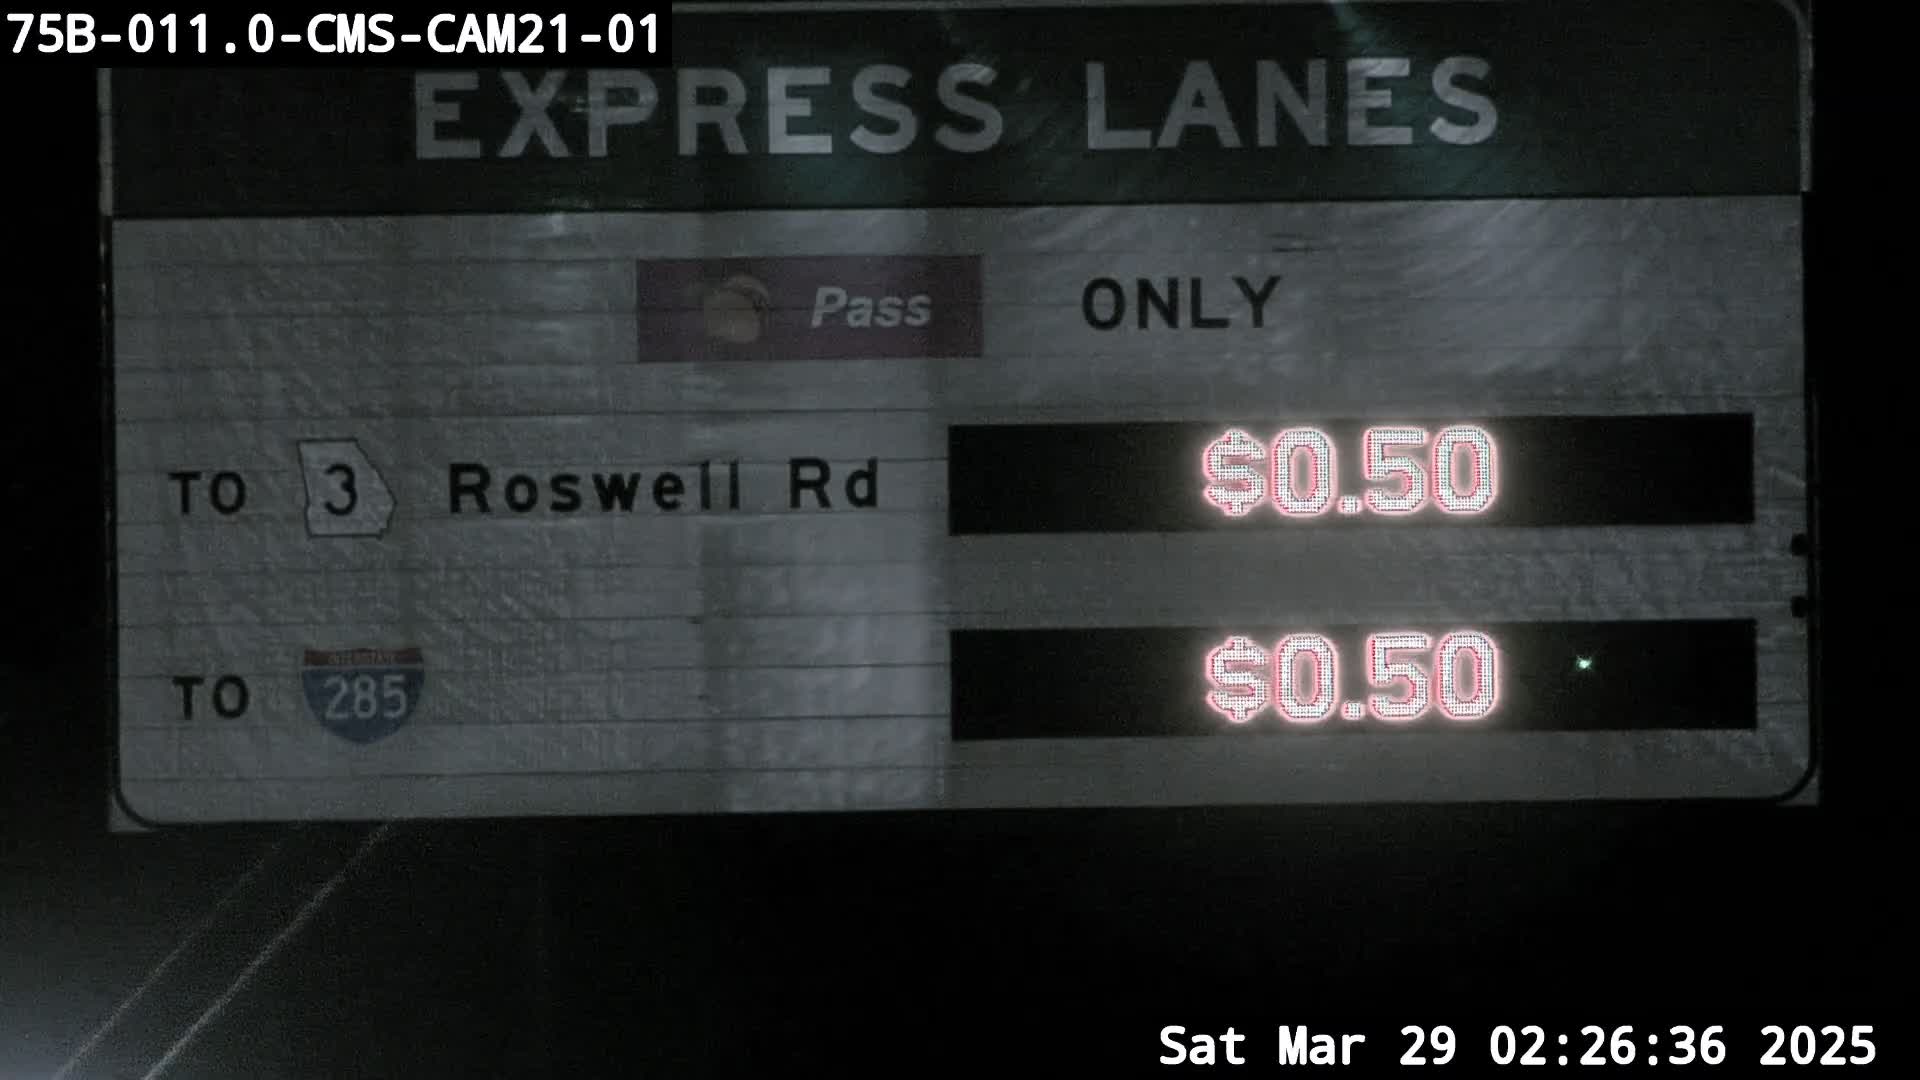 75B-011.0-CMS-CAM21-01
EXPRESS LANES
Pass ONLY
TO 3 Roswell Rd $0.50
INTERSTATE
TO 285 $0.50
Sat Mar 29 02:26:36 2025